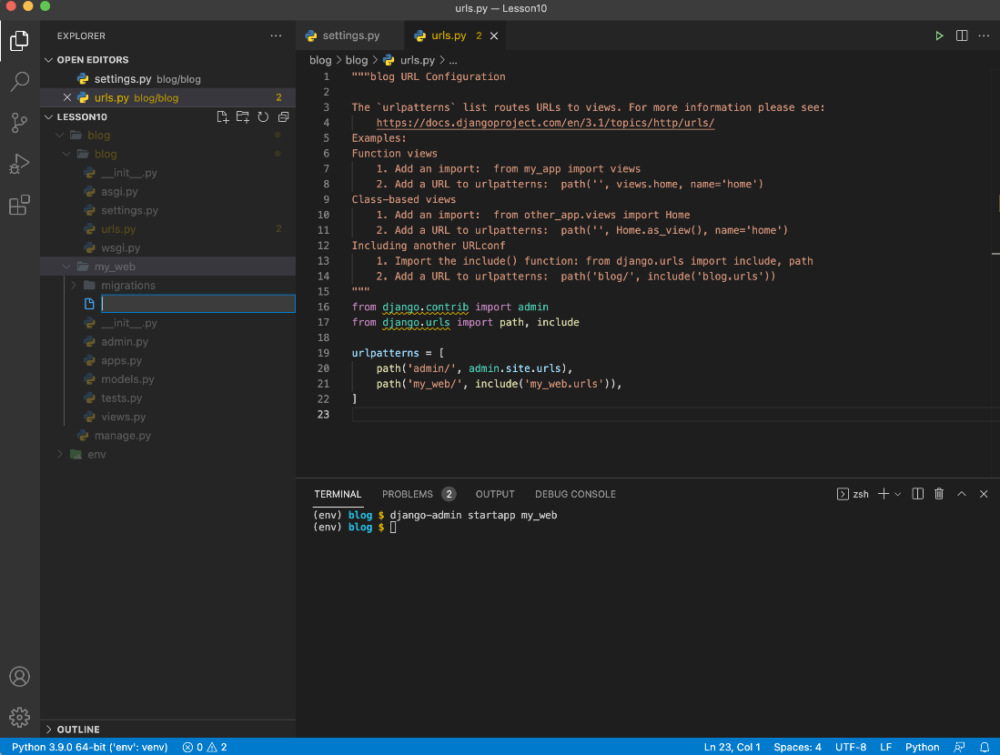 urls.py — Lesson10
EXPLORER
OPEN EDITORS
settings.py blog/blog
urls.py blog/blog 2
LESSON10
blog
blog
__init__.py
asgi.py
settings.py
urls.py 2
wsgi.py
my_web
migrations
__init__.py
admin.py
apps.py
models.py
tests.py
views.py
manage.py
env
OUTLINE
settings.py
urls.py 2
blog > blog > urls.py > ...
1 """blog URL Configuration
2
3 The `urlpatterns` list routes URLs to views. For more information please see:
4     https://docs.djangoproject.com/en/3.1/topics/http/urls/
5 Examples:
6 Function views
7     1. Add an import:  from my_app import views
8     2. Add a URL to urlpatterns:  path('', views.home, name='home')
9 Class-based views
10     1. Add an import:  from other_app.views import Home
11     2. Add a URL to urlpatterns:  path('', Home.as_view(), name='home')
12 Including another URLconf
13     1. Import the include() function: from django.urls import include, path
14     2. Add a URL to urlpatterns:  path('blog/', include('blog.urls'))
15 """
16 from django.contrib import admin
17 from django.urls import path, include
18
19 urlpatterns = [
20     path('admin/', admin.site.urls),
21     path('my_web/', include('my_web.urls')),
22 ]
23
TERMINAL PROBLEMS 2 OUTPUT DEBUG CONSOLE
zsh
(env) blog $ django-admin startapp my_web
(env) blog $
Python 3.9.0 64-bit ('env': venv) 0 2
Ln 23, Col 1 Spaces: 4 UTF-8 LF Python